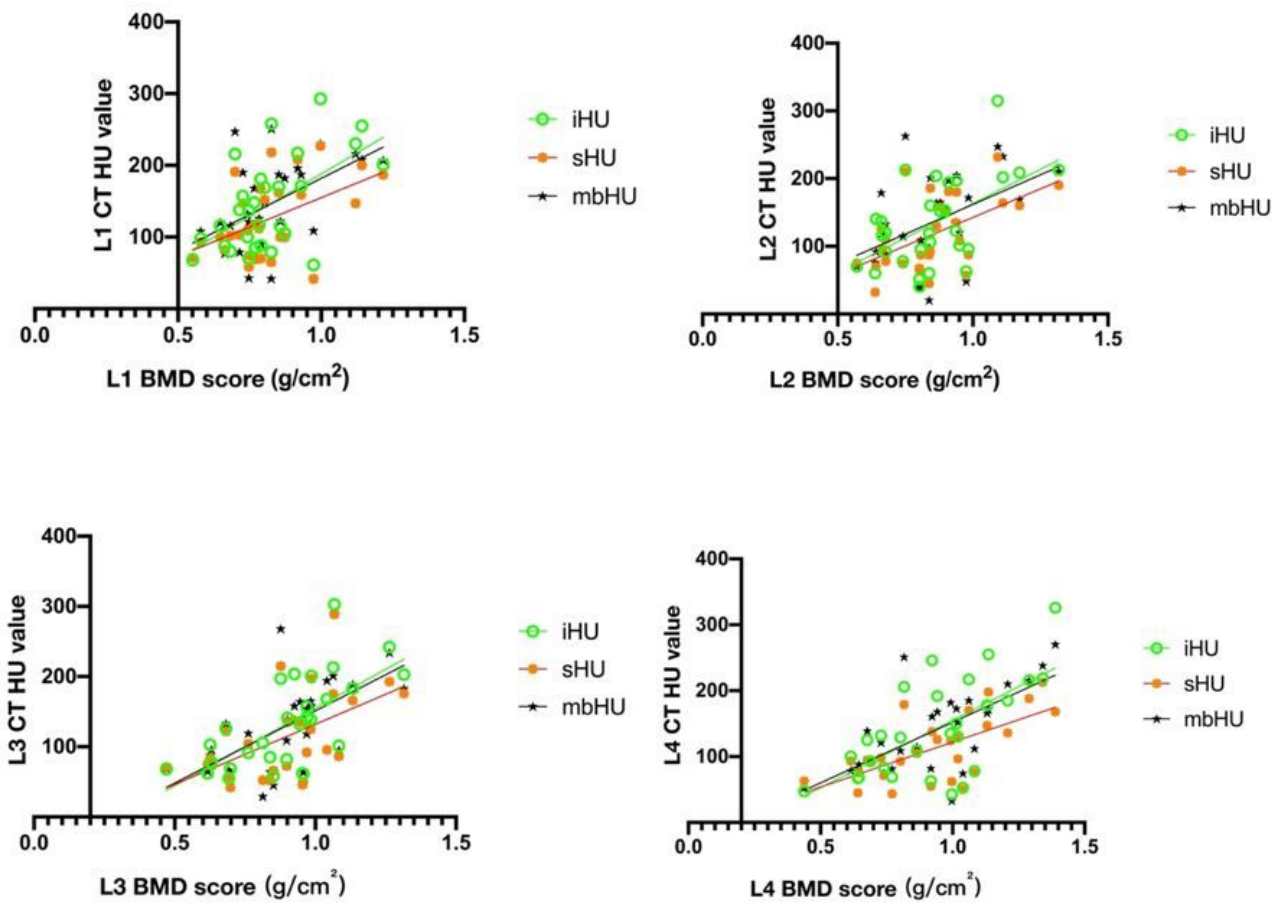 400
300
200
100
L1 CT HU value
0.0 0.5 1.0 1.5
L1 BMD score (g/cm²)
iHU
sHU
mbHU
400
300
200
100
L2 CT HU value
0.0 0.5 1.0 1.5
L2 BMD score (g/cm²)
iHU
sHU
mbHU
400
300
200
100
L3 CT HU value
0.0 0.5 1.0 1.5
L3 BMD score (g/cm²)
iHU
sHU
mbHU
400
300
200
100
L4 CT HU value
0.0 0.5 1.0 1.5
L4 BMD score (g/cm²)
iHU
sHU
mbHU